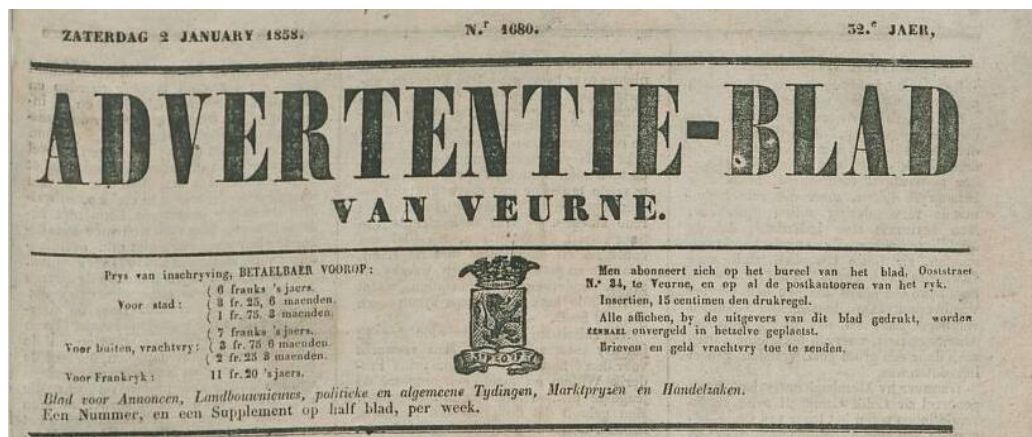 ZATERDAG 2 JANUARY 1858. N.r 1680. 32.e JAER,
ADVERTENTIE-BLAD
VAN VEURNE.
Prys van inschryving, BETAELBAER VOOROP:
Voor stad: { 6 franks 's jaers.
{ 3 fr. 25, 6 maenden.
{ 1 fr. 75. 3 maenden.
Voor buiten, vrachtvry: { 7 franks 's jaers.
{ 3 fr. 75 6 maenden.
{ 2 fr. 25 3 maenden.
Voor Frankryk: 11 fr. 20 's jaers.
Men abonneert zich op het bureel van het blad, Ooststraet
N.o 34, te Veurne, en op al de postkantooren van het ryk.
Insertien, 15 centimen den drukregel.
Alle affichen, by de uitgevers van dit blad gedrukt, worden
EENMAEL onvergeld in hetzelve geplaetst.
Brieven en geld vrachtvry toe te zenden.
Blad voor Annoncen, Landbouwnieuws, politieke en algemeene Tydingen, Marktpryzen en Handelzaken.
Een Nummer, en een Supplement op half blad, per week.